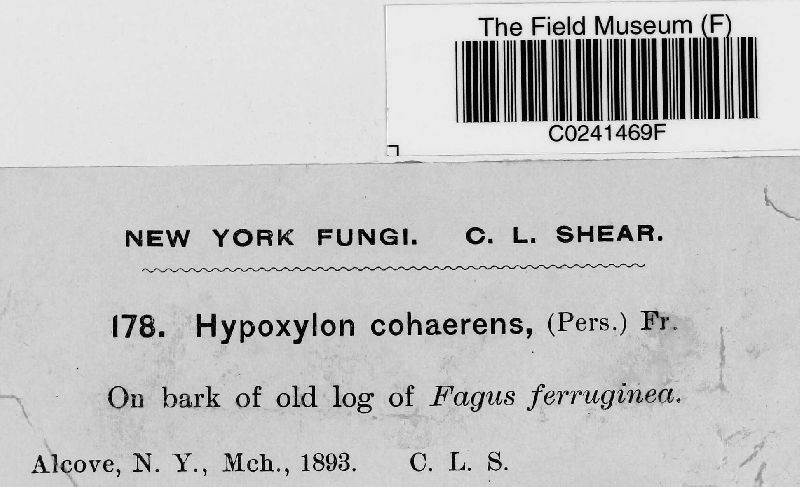 The Field Museum (F)
C0241469F
NEW YORK FUNGI. C. L. SHEAR.
178. Hypoxylon cohaerens, (Pers.) Fr.
On bark of old log of Fagus ferruginea.
Alcove, N. Y., Mch., 1893. C. L. S.